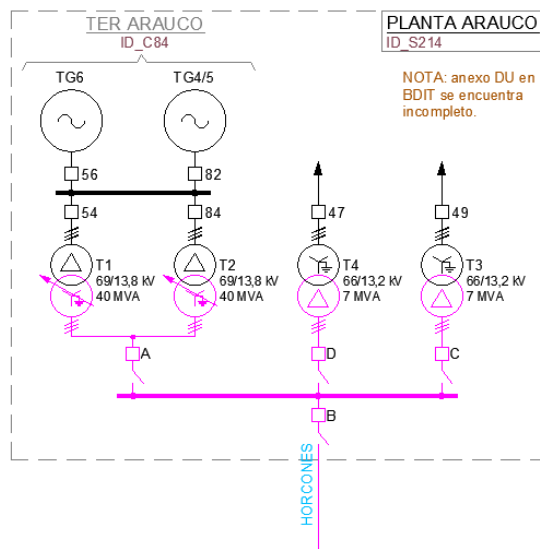 TER ARAUCO
ID_C84
PLANTA ARAUCO
ID_S214
NOTA: anexo DU en
BDIT se encuentra
incompleto.
TG6
TG4/5
56
82
54
84
47
49
T1
69/13,8 kV
40 MVA
T2
69/13,8 kV
40 MVA
T4
66/13,2 kV
7 MVA
T3
66/13,2 kV
7 MVA
A
D
C
B
HORCONES